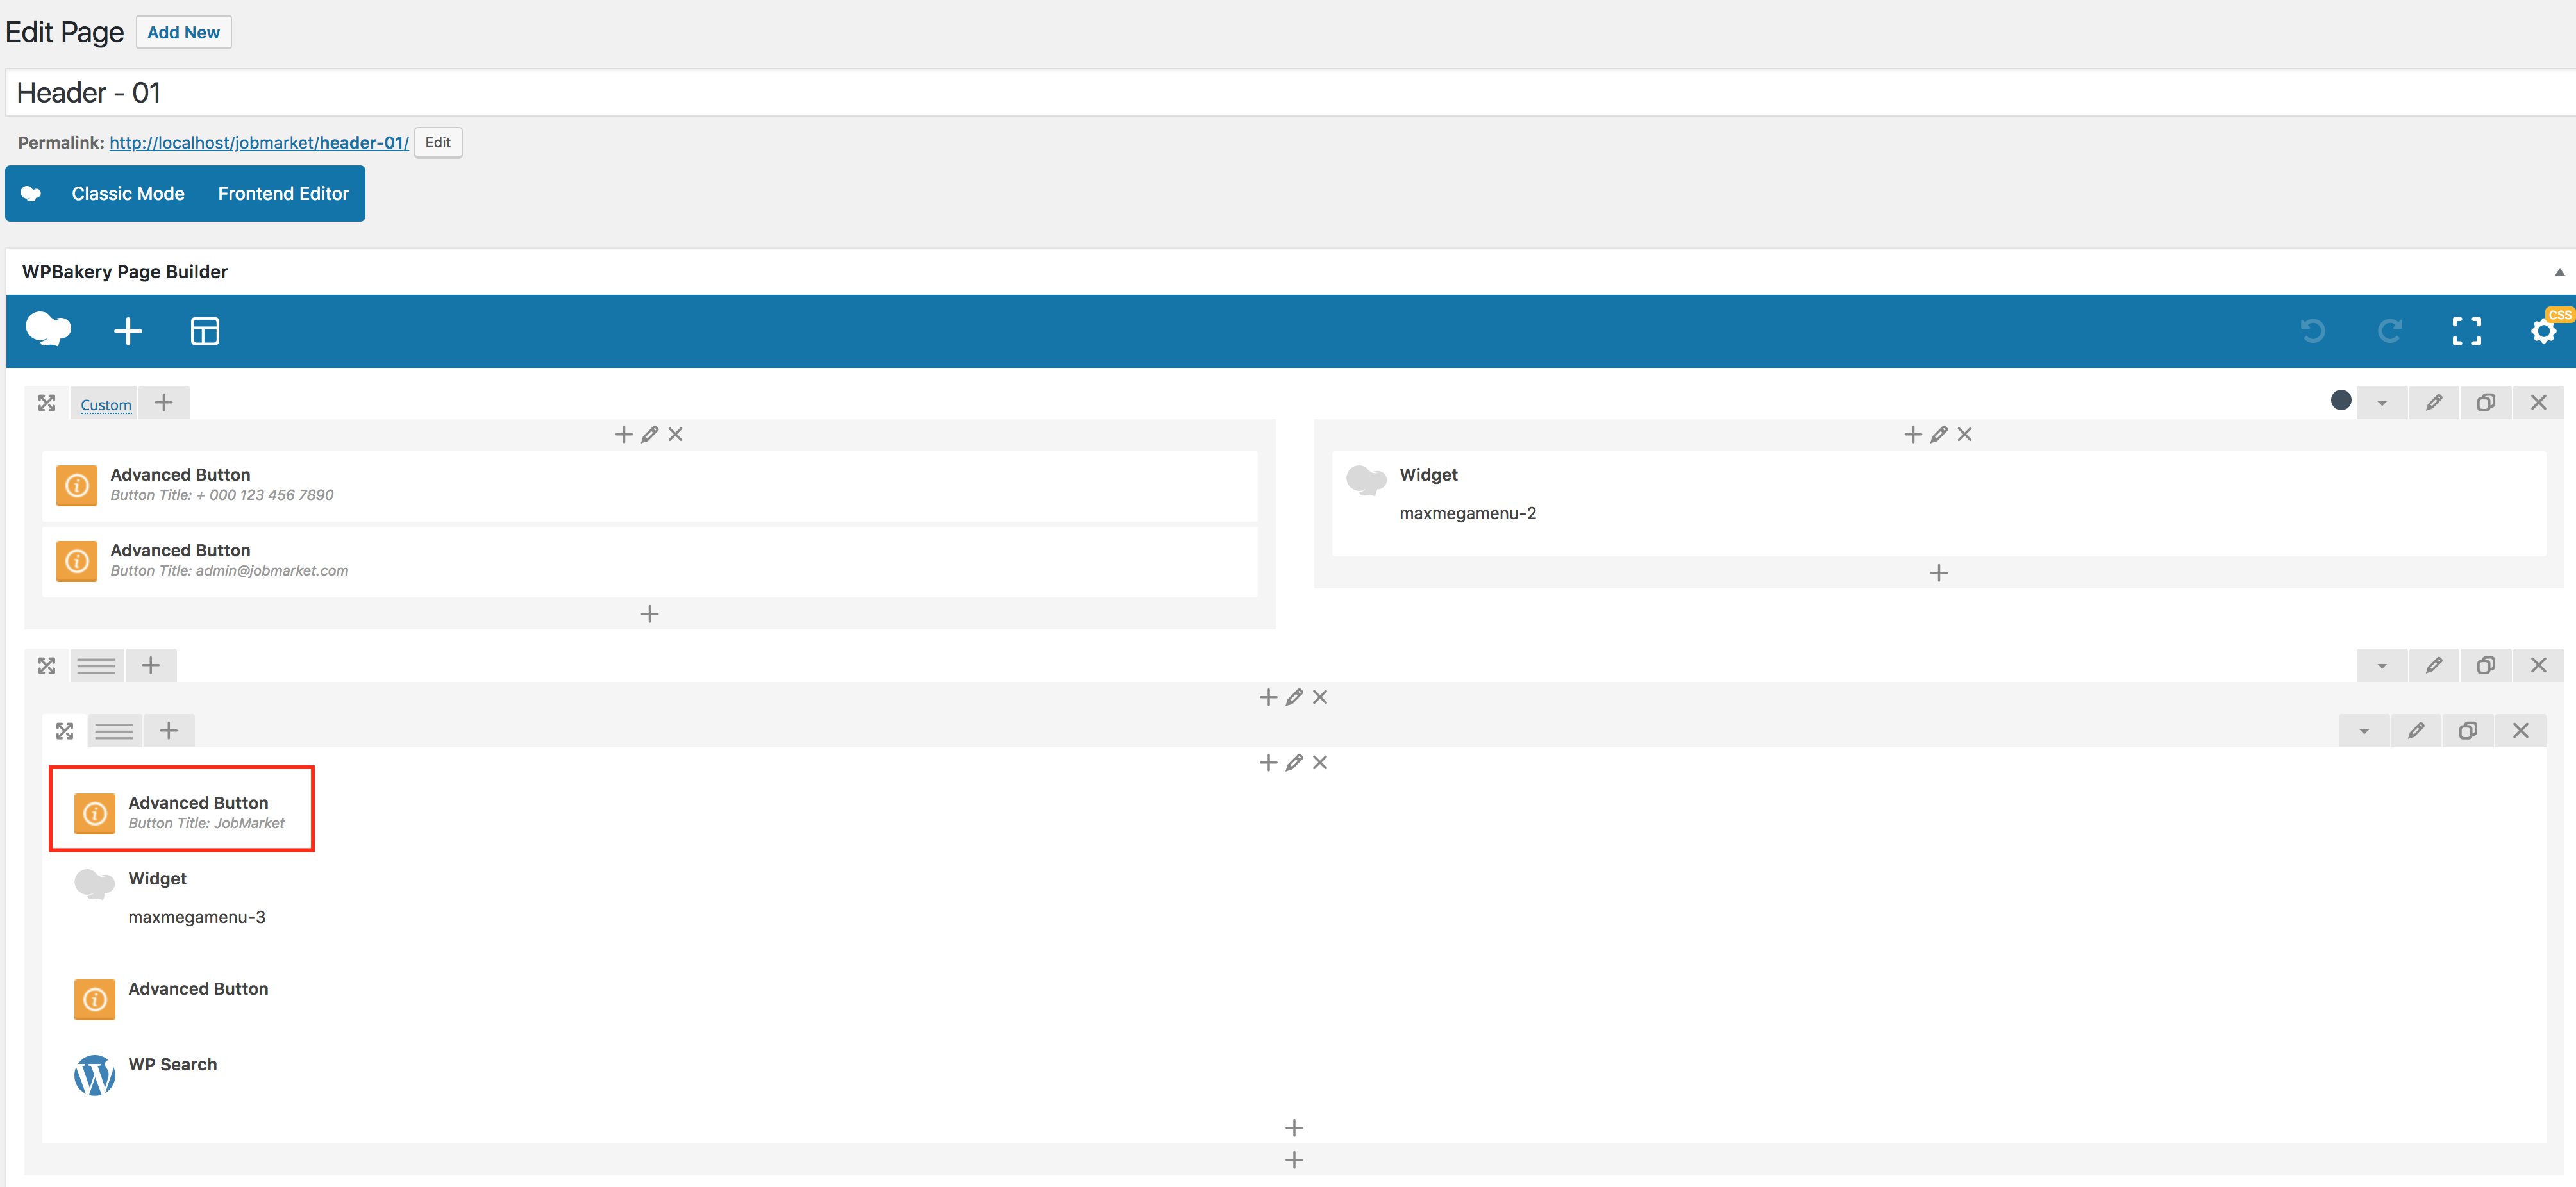 Edit Page Add New
Header - 01
Permalink: http://localhost/jobmarket/header-01/ Edit
Classic Mode Frontend Editor
WPBakery Page Builder
CSS
Custom
Advanced Button
Button Title: + 000 123 456 7890
Advanced Button
Button Title: admin@jobmarket.com
Widget
maxmegamenu-2
Advanced Button
Button Title: JobMarket
Widget
maxmegamenu-3
Advanced Button
WP Search